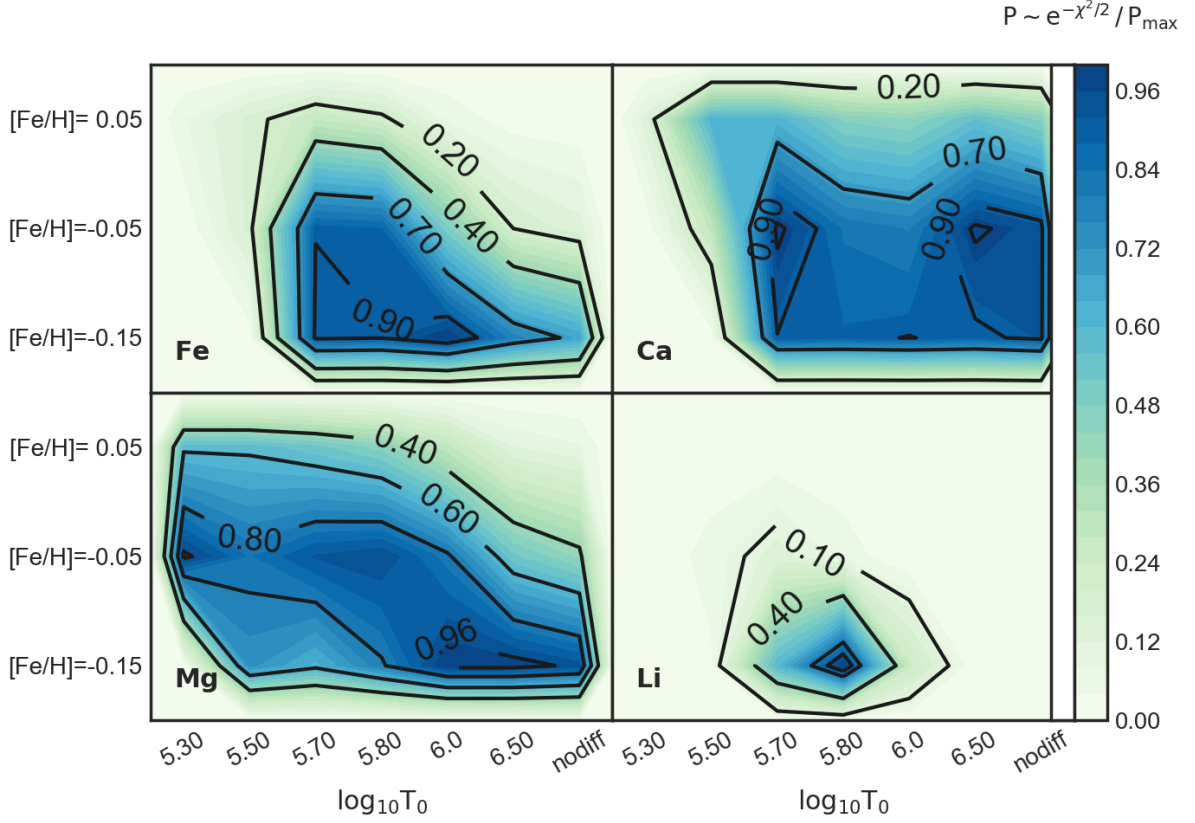 P ~ e^{-χ²/2} / P_max
[Fe/H]= 0.05
[Fe/H]=-0.05
[Fe/H]=-0.15
0.20
0.40
0.70
0.90
Fe
0.20
0.70
0.90
0.90
Ca
0.96
0.84
0.72
0.60
0.48
0.36
0.24
0.12
0.00
[Fe/H]= 0.05
[Fe/H]=-0.05
[Fe/H]=-0.15
0.40
0.60
0.80
0.96
Mg
0.10
0.40
Li
5.30 5.50 5.70 5.80 6.0 6.50 nodiff
5.30 5.50 5.70 5.80 6.0 6.50 nodiff
log₁₀T₀
log₁₀T₀